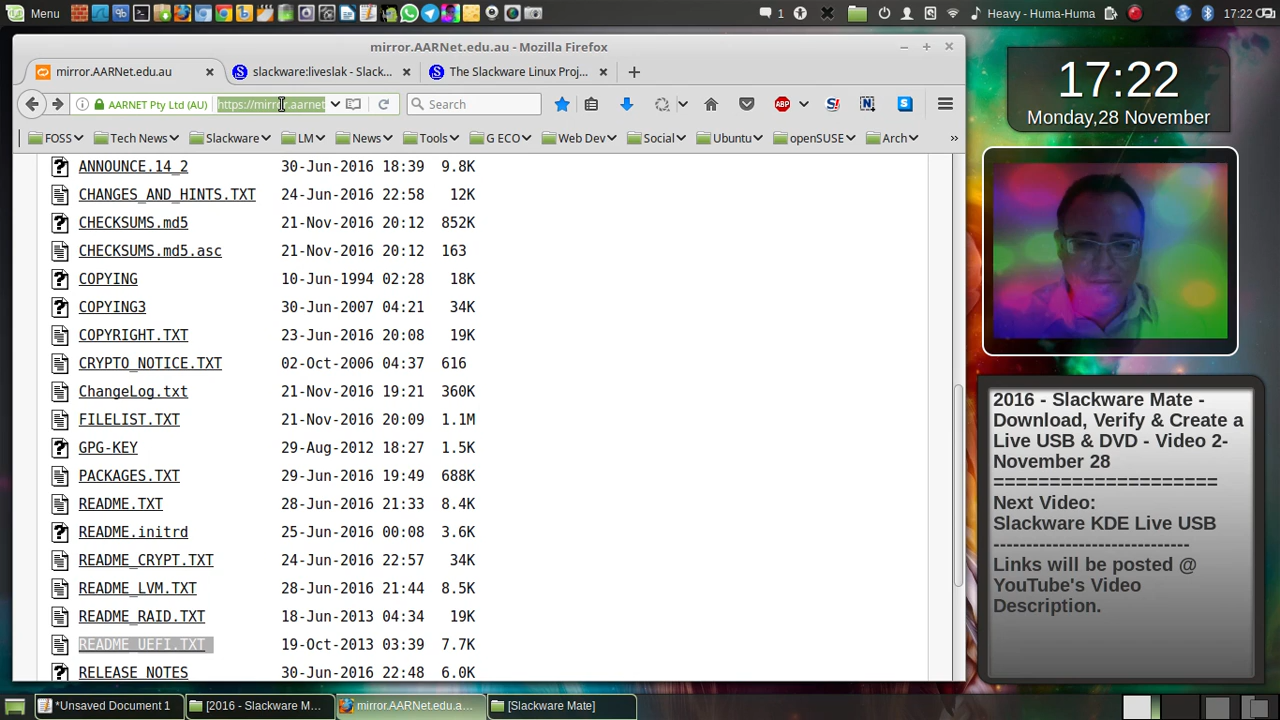 Menu
1
Heavy - Huma-Huma
17:22
mirror.AARNet.edu.au - Mozilla Firefox
mirror.AARNet.edu.au × slackware:liveslak - Slack... × The Slackware Linux Proj... ×
AARNET Pty Ltd (AU) https://mirror.aarnet Search ABP
FOSS Tech News Slackware LM News Tools G ECO Web Dev Social Ubuntu openSUSE Arch »
ANNOUNCE.14_2 30-Jun-2016 18:39 9.8K
CHANGES_AND_HINTS.TXT 24-Jun-2016 22:58 12K
CHECKSUMS.md5 21-Nov-2016 20:12 852K
CHECKSUMS.md5.asc 21-Nov-2016 20:12 163
COPYING 10-Jun-1994 02:28 18K
COPYING3 30-Jun-2007 04:21 34K
COPYRIGHT.TXT 23-Jun-2016 20:08 19K
CRYPTO_NOTICE.TXT 02-Oct-2006 04:37 616
ChangeLog.txt 21-Nov-2016 19:21 360K
FILELIST.TXT 21-Nov-2016 20:09 1.1M
GPG-KEY 29-Aug-2012 18:27 1.5K
PACKAGES.TXT 29-Jun-2016 19:49 688K
README.TXT 28-Jun-2016 21:33 8.4K
README.initrd 25-Jun-2016 00:08 3.6K
README_CRYPT.TXT 24-Jun-2016 22:57 34K
README_LVM.TXT 28-Jun-2016 21:44 8.5K
README_RAID.TXT 18-Jun-2013 04:34 19K
README_UEFI.TXT 19-Oct-2013 03:39 7.7K
RELEASE_NOTES 30-Jun-2016 22:48 6.0K
17:22
Monday,28 November
2016 - Slackware Mate -
Download, Verify & Create a
Live USB & DVD - Video 2-
November 28
====================
Next Video:
Slackware KDE Live USB
----------------------------
Links will be posted @
YouTube's Video
Description.
*Unsaved Document 1
[2016 - Slackware M...
mirror.AARNet.edu.a...
[Slackware Mate]